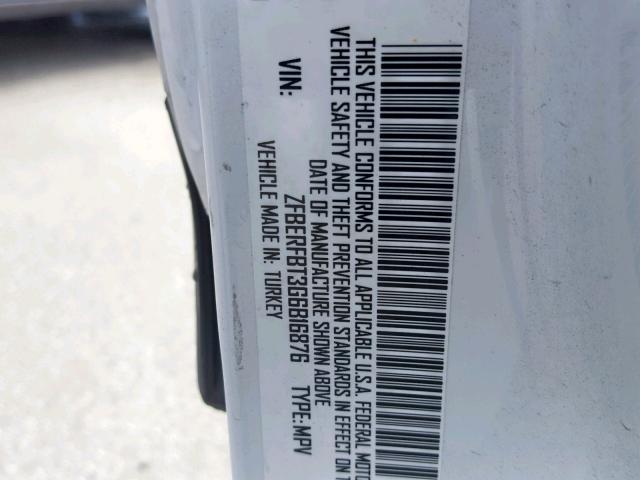 THIS VEHICLE CONFORMS TO ALL APPLICABLE U.S.A. FEDERAL MOTOR
VEHICLE SAFETY AND THEFT PREVENTION STANDARDS IN EFFECT ON
DATE OF MANUFACTURE SHOWN ABOVE
VIN: ZFBERFBT3G6B16876 TYPE: MPV
VEHICLE MADE IN: TURKEY